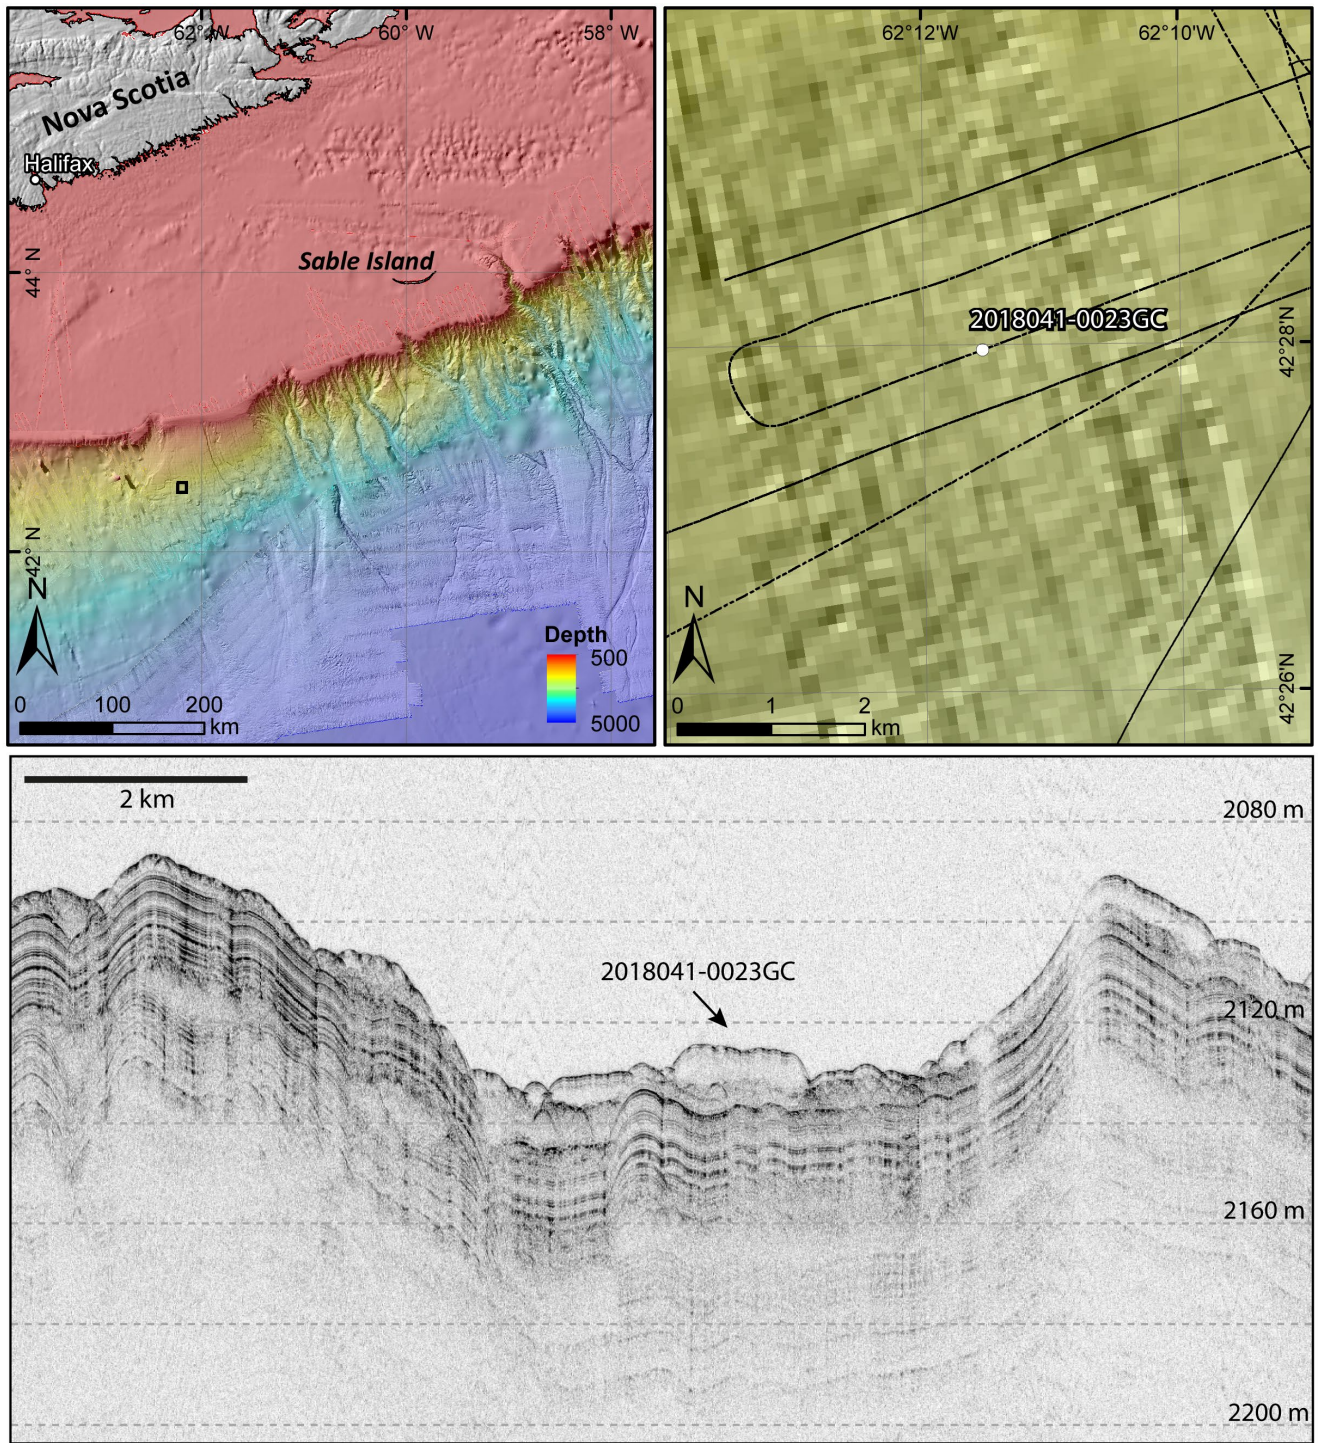 62° W
60° W
58° W
Nova Scotia
Halifax
Sable Island
44° N
42° N
N
Depth
500
5000
0
100
200
km
62°12'W
62°10'W
2018041-0023GC
42°28'N
42°26'N
N
0
1
2
km
2 km
2080 m
2018041-0023GC
2120 m
2160 m
2200 m